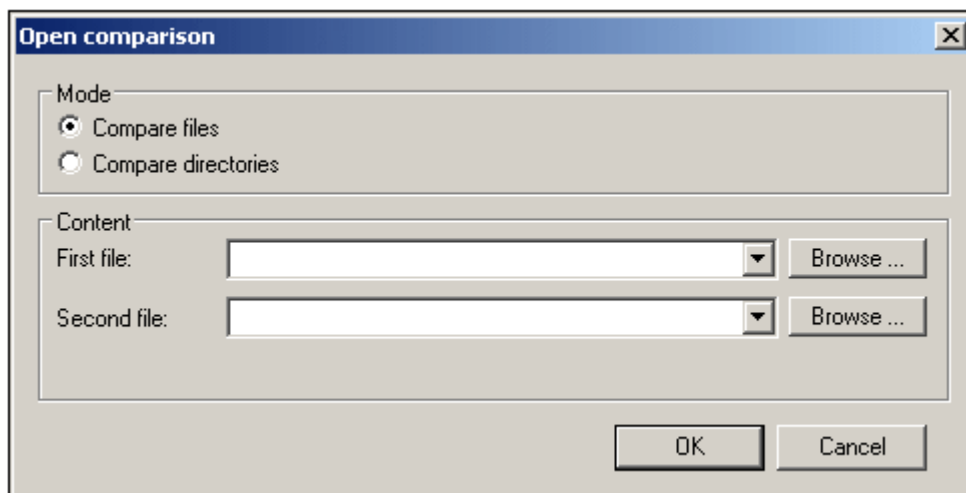 Open comparison
Mode
Compare files
Compare directories
Content
First file:
Browse ...
Second file:
Browse ...
OK
Cancel